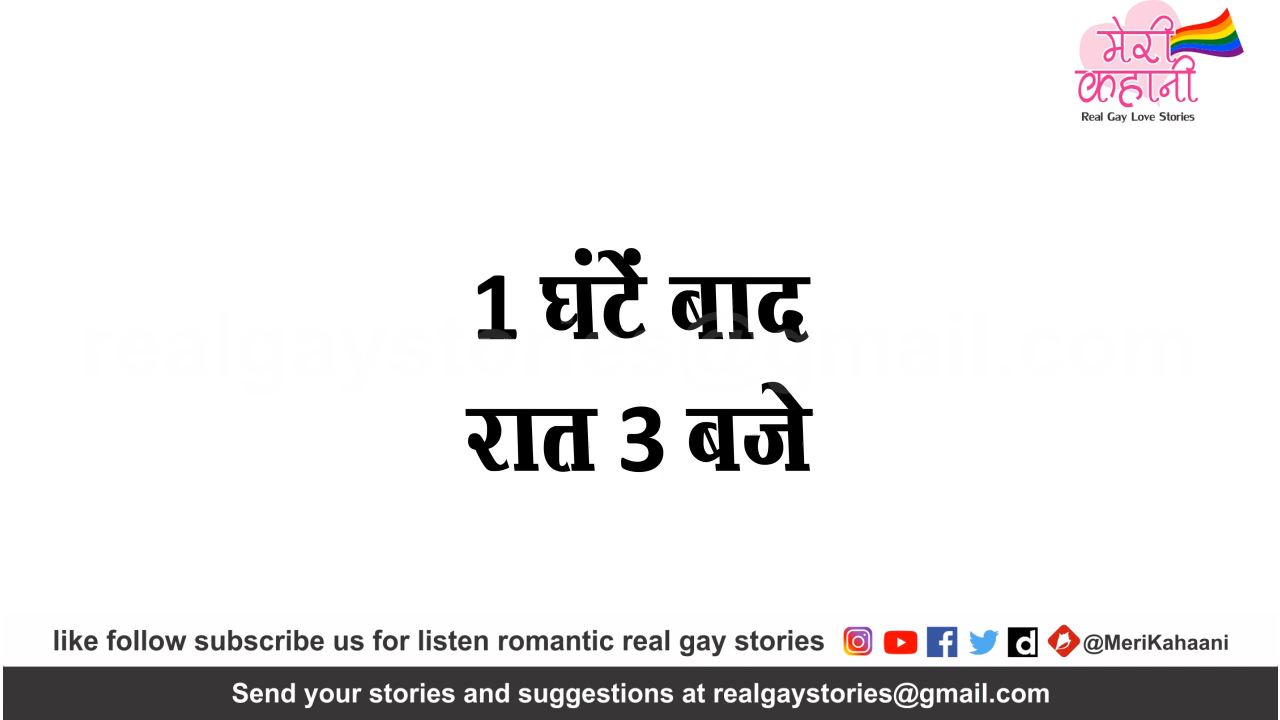 मेरी
कहानी
Real Gay Love Stories
1 घंटें बाद
रात 3 बजे
like follow subscribe us for listen romantic real gay stories @MeriKahaani
Send your stories and suggestions at realgaystories@gmail.com